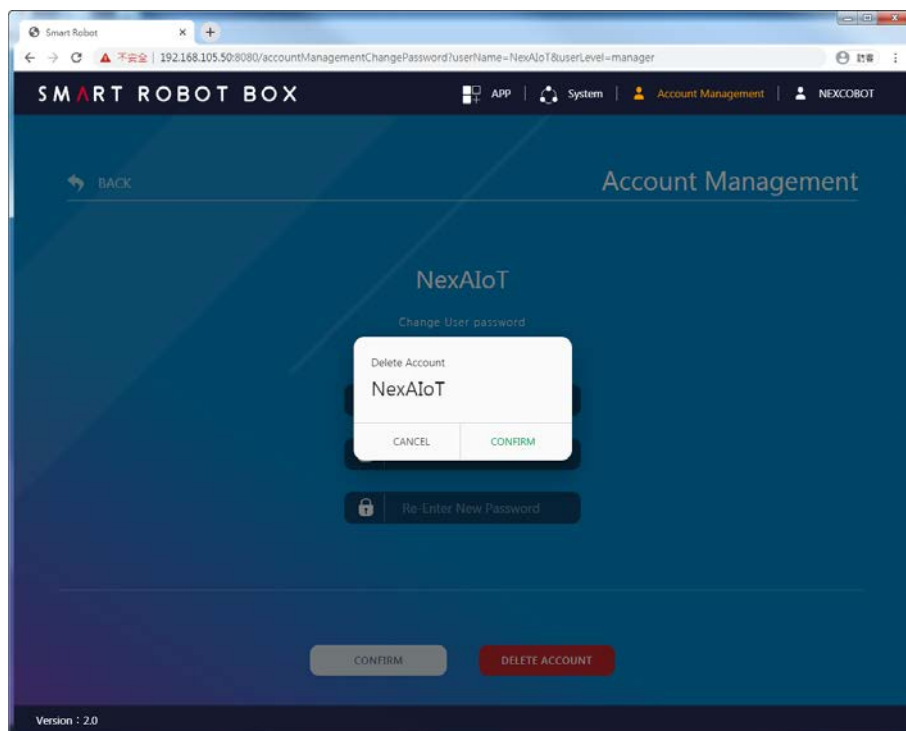 Smart Robot
不安全 | 192.168.105.50:8080/accountManagementChangePassword?userName=NexAIoT&userLevel=manager 訪客
SMART ROBOT BOX APP | System | Account Management | NEXCOBOT
BACK Account Management
NexAIoT
Change User password
Delete Account
NexAIoT
CANCEL CONFIRM
Re-Enter New Password
CONFIRM DELETE ACCOUNT
Version : 2.0